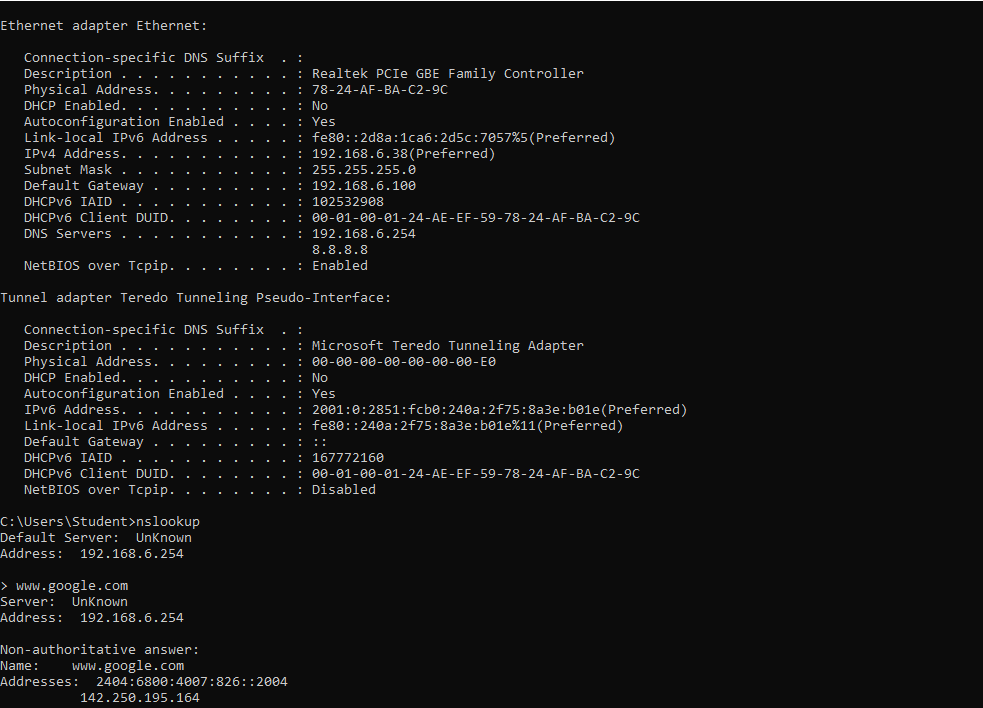 Ethernet adapter Ethernet:
Connection-specific DNS Suffix  . :
Description . . . . . . . . . . . : Realtek PCIe GBE Family Controller
Physical Address. . . . . . . . . : 78-24-AF-BA-C2-9C
DHCP Enabled. . . . . . . . . . . : No
Autoconfiguration Enabled . . . . : Yes
Link-local IPv6 Address . . . . . : fe80::2d8a:1ca6:2d5c:7057%5(Preferred)
IPv4 Address. . . . . . . . . . . : 192.168.6.38(Preferred)
Subnet Mask . . . . . . . . . . . : 255.255.255.0
Default Gateway . . . . . . . . . : 192.168.6.100
DHCPv6 IAID . . . . . . . . . . . : 102532908
DHCPv6 Client DUID. . . . . . . . : 00-01-00-01-24-AE-EF-59-78-24-AF-BA-C2-9C
DNS Servers . . . . . . . . . . . : 192.168.6.254
8.8.8.8
NetBIOS over Tcpip. . . . . . . . : Enabled
Tunnel adapter Teredo Tunneling Pseudo-Interface:
Connection-specific DNS Suffix  . :
Description . . . . . . . . . . . : Microsoft Teredo Tunneling Adapter
Physical Address. . . . . . . . . : 00-00-00-00-00-00-00-E0
DHCP Enabled. . . . . . . . . . . : No
Autoconfiguration Enabled . . . . : Yes
IPv6 Address. . . . . . . . . . . : 2001:0:2851:fcb0:240a:2f75:8a3e:b01e(Preferred)
Link-local IPv6 Address . . . . . : fe80::240a:2f75:8a3e:b01e%11(Preferred)
Default Gateway . . . . . . . . . : ::
DHCPv6 IAID . . . . . . . . . . . : 167772160
DHCPv6 Client DUID. . . . . . . . : 00-01-00-01-24-AE-EF-59-78-24-AF-BA-C2-9C
NetBIOS over Tcpip. . . . . . . . : Disabled
C:\Users\Student>nslookup
Default Server:  UnKnown
Address:  192.168.6.254
> www.google.com
Server:  UnKnown
Address:  192.168.6.254
Non-authoritative answer:
Name:    www.google.com
Addresses:  2404:6800:4007:826::2004
142.250.195.164